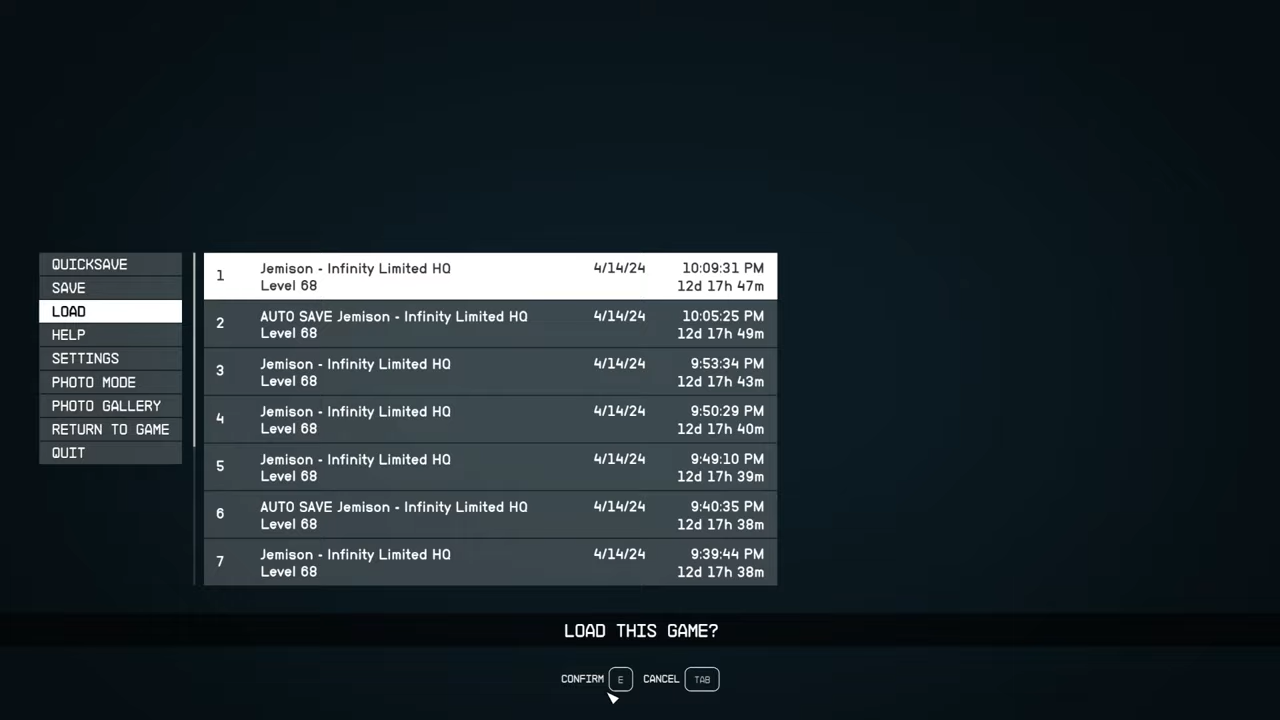 QUICKSAVE
SAVE
LOAD
HELP
SETTINGS
PHOTO MODE
PHOTO GALLERY
RETURN TO GAME
QUIT
1 Jemison - Infinity Limited HQ 4/14/24 10:09:31 PM
Level 68 12d 17h 47m
2 AUTO SAVE Jemison - Infinity Limited HQ 4/14/24 10:05:25 PM
Level 68 12d 17h 49m
3 Jemison - Infinity Limited HQ 4/14/24 9:53:34 PM
Level 68 12d 17h 43m
4 Jemison - Infinity Limited HQ 4/14/24 9:50:29 PM
Level 68 12d 17h 40m
5 Jemison - Infinity Limited HQ 4/14/24 9:49:10 PM
Level 68 12d 17h 39m
6 AUTO SAVE Jemison - Infinity Limited HQ 4/14/24 9:40:35 PM
Level 68 12d 17h 38m
7 Jemison - Infinity Limited HQ 4/14/24 9:39:44 PM
Level 68 12d 17h 38m
LOAD THIS GAME?
CONFIRM E CANCEL TAB